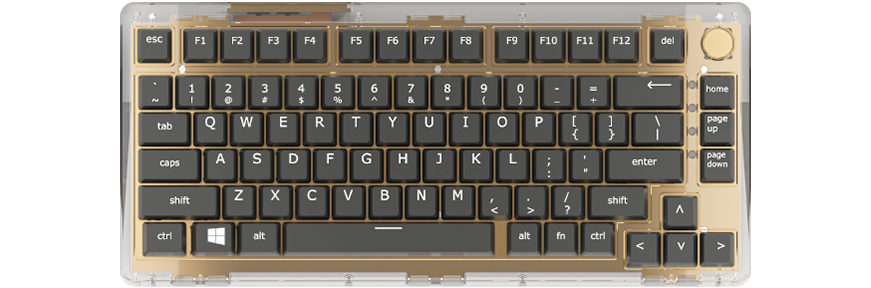 esc F1 F2 F3 F4 F5 F6 F7 F8 F9 F10 F11 F12 del
` 1 2 3 4 5 6 7 8 9 0 - = ← home
~ ! @ # $ % ^ & * ( ) _ +
tab Q W E R T Y U I O P [ ] \ page
{ } | up
caps A S D F G H J K L ; ' enter page
: " down
shift Z X C V B N M , . / shift ^
< > ?
ctrl alt alt fn ctrl < v >